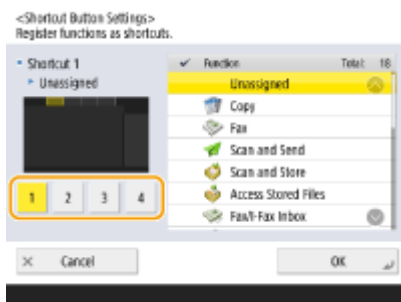 <Shortcut Button Settings>
Register functions as shortcuts.
Shortcut 1
Unassigned
1 2 3 4
Function Total: 18
Unassigned
Copy
Fax
Scan and Send
Scan and Store
Access Stored Files
Fax/I-Fax Inbox
Cancel
OK